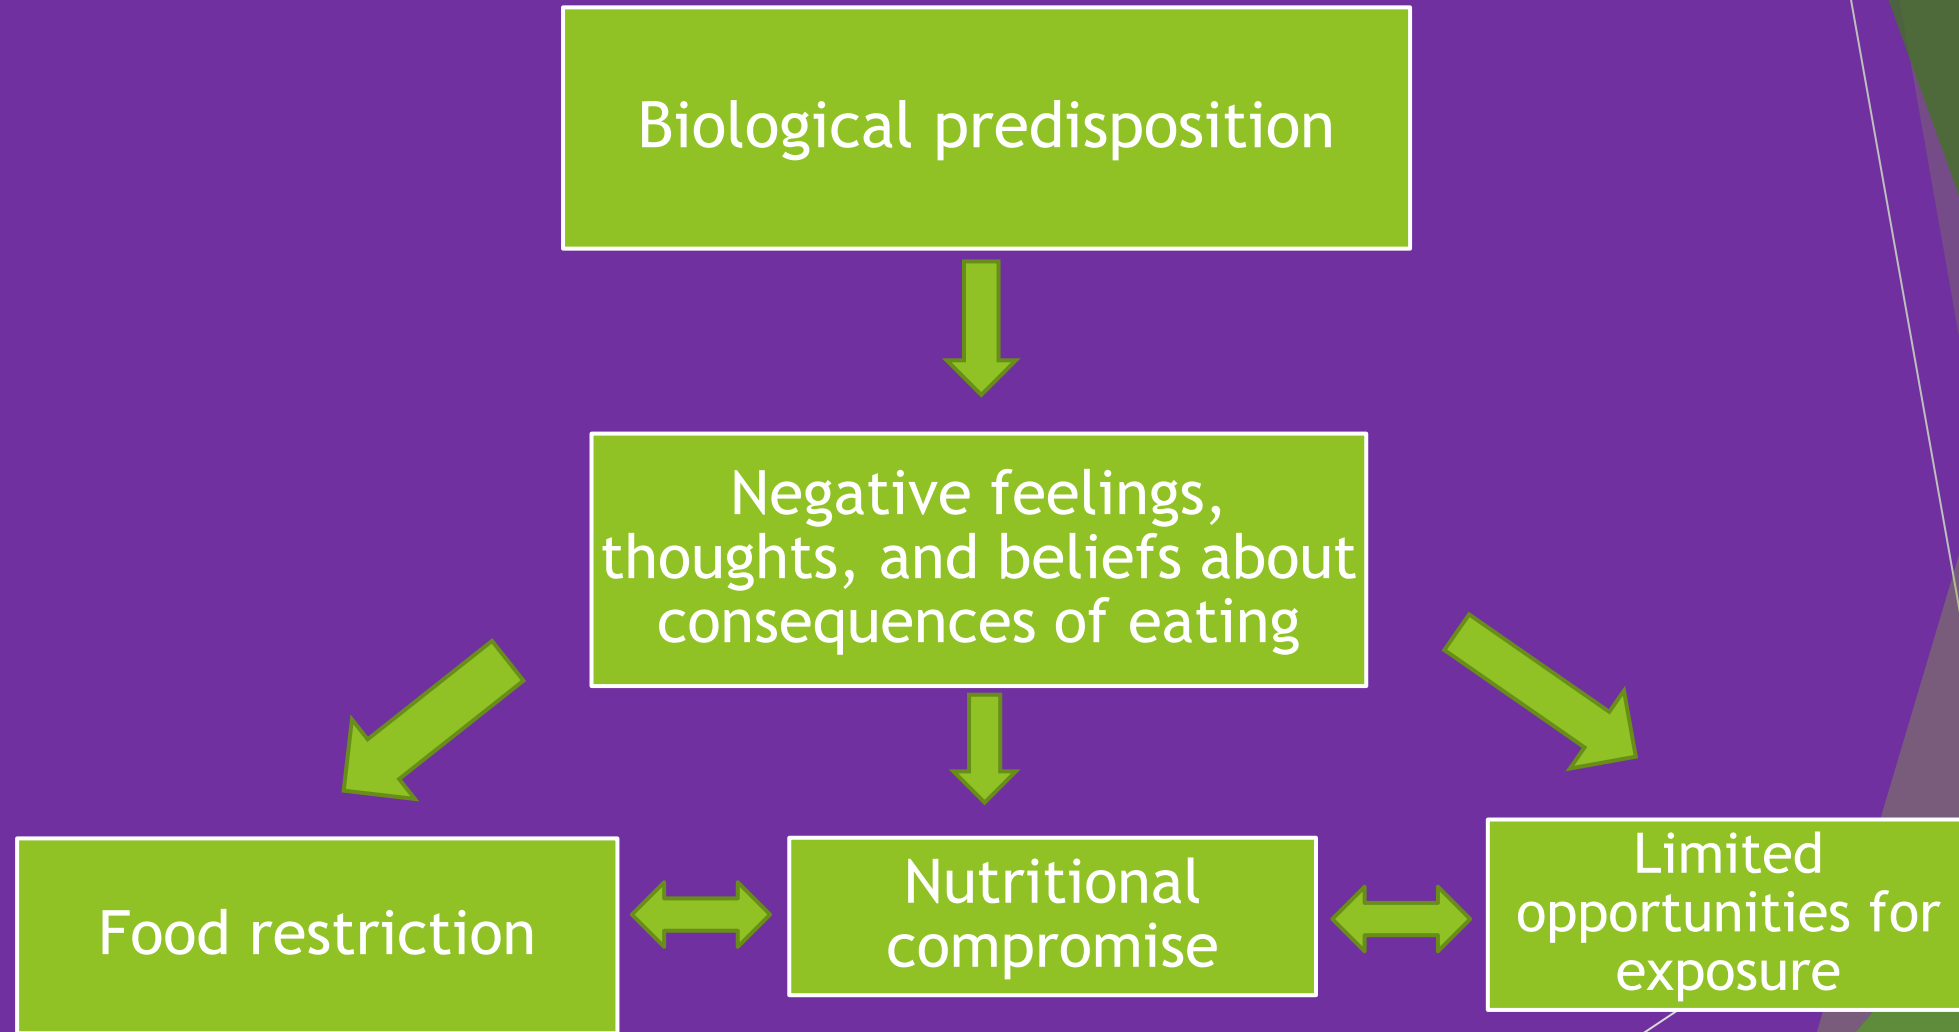 Biological predisposition
Negative feelings,
thoughts, and beliefs about
consequences of eating
Food restriction
Nutritional
compromise
Limited
opportunities for
exposure